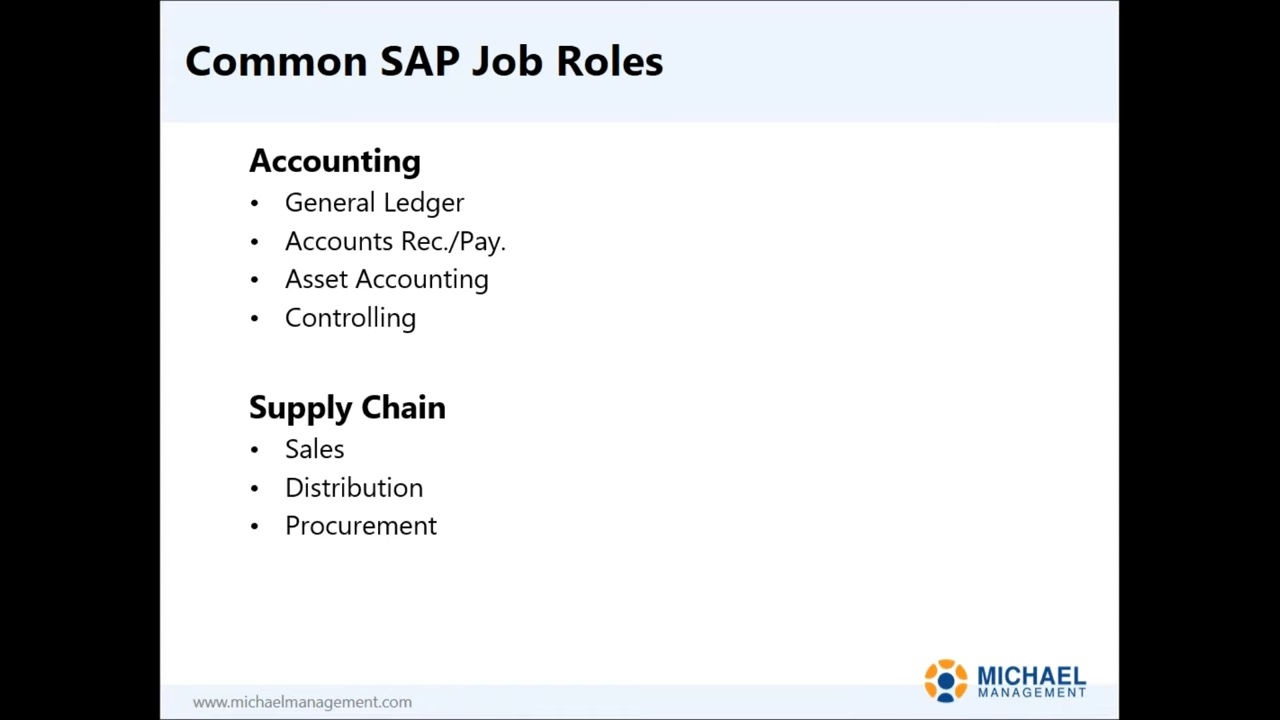 Common SAP Job Roles
Accounting
• General Ledger
• Accounts Rec./Pay.
• Asset Accounting
• Controlling
Supply Chain
• Sales
• Distribution
• Procurement
www.michaelmanagement.com
MICHAEL
MANAGEMENT